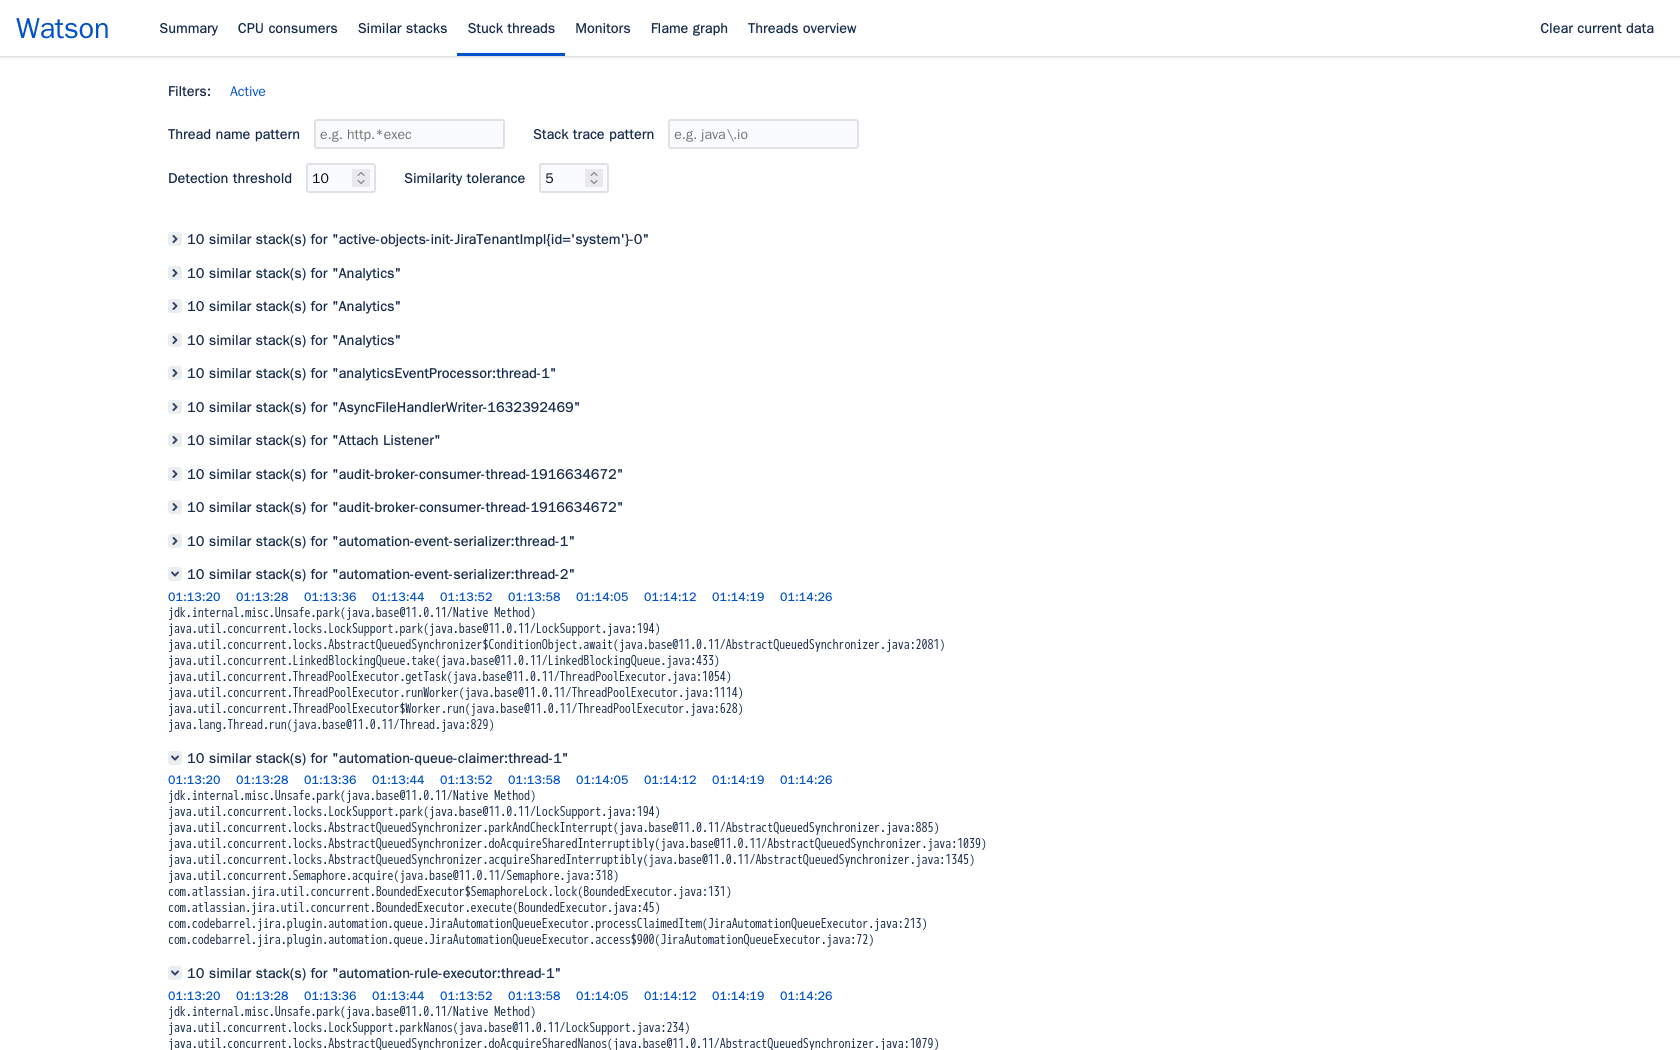 Watson Summary CPU consumers Similar stacks Stuck threads Monitors Flame graph Threads overview Clear current data
Filters: Active
Thread name pattern e.g. http.*exec Stack trace pattern e.g. java\.io
Detection threshold 10 Similarity tolerance 5
10 similar stack(s) for "active-objects-init-JiraTenantImpl{id='system'}-0"
10 similar stack(s) for "Analytics"
10 similar stack(s) for "Analytics"
10 similar stack(s) for "Analytics"
10 similar stack(s) for "analyticsEventProcessor:thread-1"
10 similar stack(s) for "AsyncFileHandlerWriter-1632392469"
10 similar stack(s) for "Attach Listener"
10 similar stack(s) for "audit-broker-consumer-thread-1916634672"
10 similar stack(s) for "audit-broker-consumer-thread-1916634672"
10 similar stack(s) for "automation-event-serializer:thread-1"
10 similar stack(s) for "automation-event-serializer:thread-2"
01:13:20 01:13:28 01:13:36 01:13:44 01:13:52 01:13:58 01:14:05 01:14:12 01:14:19 01:14:26
jdk.internal.misc.Unsafe.park(java.base@11.0.11/Native Method)
java.util.concurrent.locks.LockSupport.park(java.base@11.0.11/LockSupport.java:194)
java.util.concurrent.locks.AbstractQueuedSynchronizer$ConditionObject.await(java.base@11.0.11/AbstractQueuedSynchronizer.java:2081)
java.util.concurrent.LinkedBlockingQueue.take(java.base@11.0.11/LinkedBlockingQueue.java:433)
java.util.concurrent.ThreadPoolExecutor.getTask(java.base@11.0.11/ThreadPoolExecutor.java:1054)
java.util.concurrent.ThreadPoolExecutor.runWorker(java.base@11.0.11/ThreadPoolExecutor.java:1114)
java.util.concurrent.ThreadPoolExecutor$Worker.run(java.base@11.0.11/ThreadPoolExecutor.java:628)
java.lang.Thread.run(java.base@11.0.11/Thread.java:829)
10 similar stack(s) for "automation-queue-claimer:thread-1"
01:13:20 01:13:28 01:13:36 01:13:44 01:13:52 01:13:58 01:14:05 01:14:12 01:14:19 01:14:26
jdk.internal.misc.Unsafe.park(java.base@11.0.11/Native Method)
java.util.concurrent.locks.LockSupport.park(java.base@11.0.11/LockSupport.java:194)
java.util.concurrent.locks.AbstractQueuedSynchronizer.parkAndCheckInterrupt(java.base@11.0.11/AbstractQueuedSynchronizer.java:885)
java.util.concurrent.locks.AbstractQueuedSynchronizer.doAcquireSharedInterruptibly(java.base@11.0.11/AbstractQueuedSynchronizer.java:1039)
java.util.concurrent.locks.AbstractQueuedSynchronizer.acquireSharedInterruptibly(java.base@11.0.11/AbstractQueuedSynchronizer.java:1345)
java.util.concurrent.Semaphore.acquire(java.base@11.0.11/Semaphore.java:318)
com.atlassian.jira.util.concurrent.BoundedExecutor$SemaphoreLock.lock(BoundedExecutor.java:131)
com.atlassian.jira.util.concurrent.BoundedExecutor.execute(BoundedExecutor.java:45)
com.codebarrel.jira.plugin.automation.queue.JiraAutomationQueueExecutor.processClaimedItem(JiraAutomationQueueExecutor.java:213)
com.codebarrel.jira.plugin.automation.queue.JiraAutomationQueueExecutor.access$900(JiraAutomationQueueExecutor.java:72)
10 similar stack(s) for "automation-rule-executor:thread-1"
01:13:20 01:13:28 01:13:36 01:13:44 01:13:52 01:13:58 01:14:05 01:14:12 01:14:19 01:14:26
jdk.internal.misc.Unsafe.park(java.base@11.0.11/Native Method)
java.util.concurrent.locks.LockSupport.parkNanos(java.base@11.0.11/LockSupport.java:234)
java.util.concurrent.locks.AbstractQueuedSynchronizer.doAcquireSharedNanos(java.base@11.0.11/AbstractQueuedSynchronizer.java:1079)